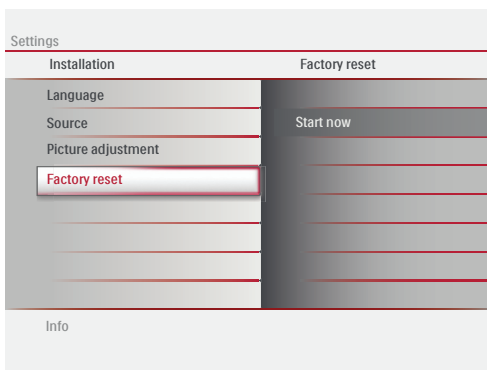 Settings
Installation
Factory reset
Language
Source
Start now
Picture adjustment
Factory reset
Info